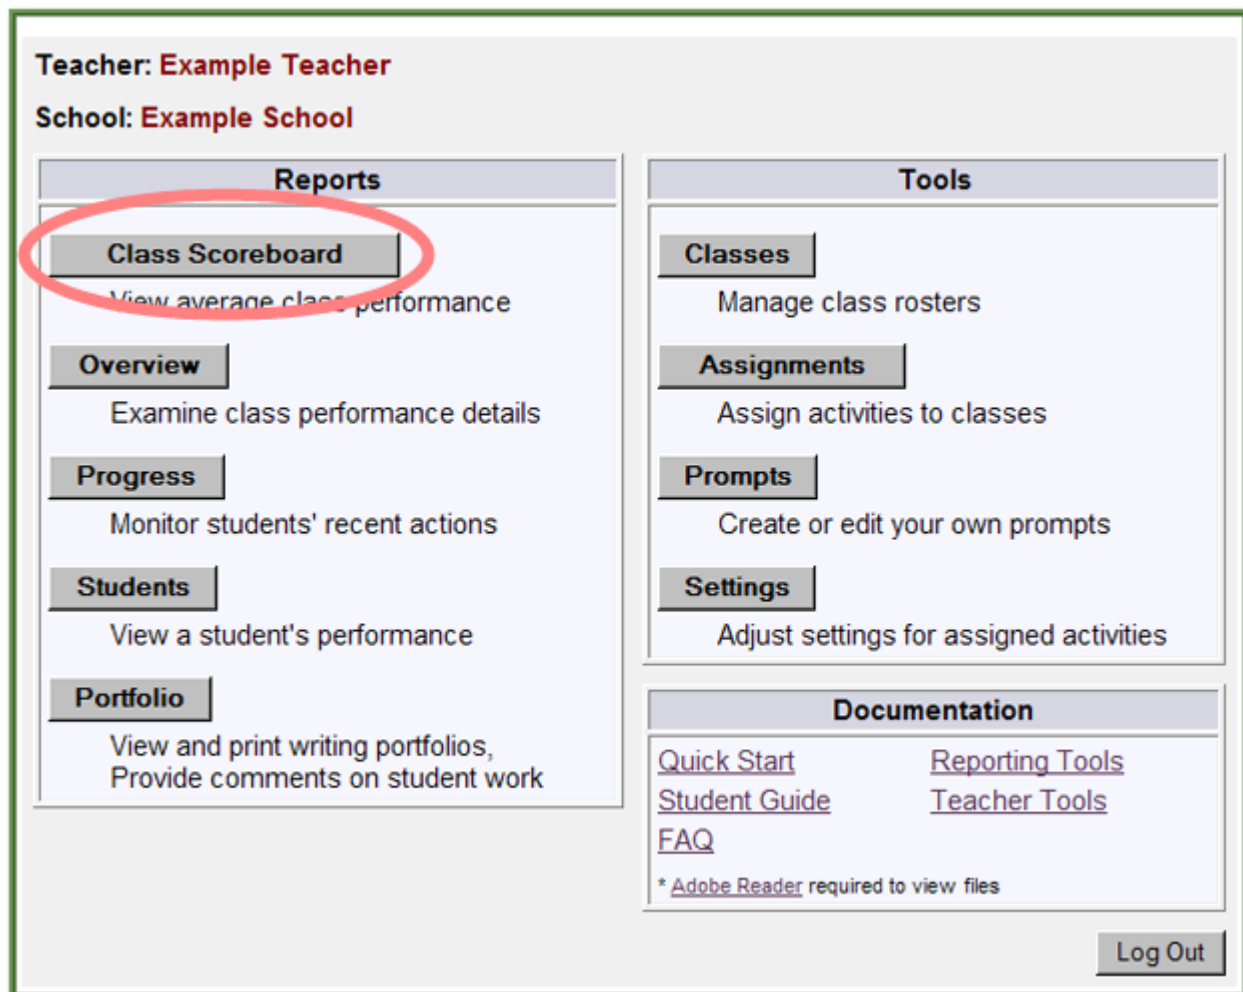 Teacher: Example Teacher
School: Example School
Reports
Class Scoreboard
View average class performance
Overview
Examine class performance details
Progress
Monitor students' recent actions
Students
View a student's performance
Portfolio
View and print writing portfolios,
Provide comments on student work
Tools
Classes
Manage class rosters
Assignments
Assign activities to classes
Prompts
Create or edit your own prompts
Settings
Adjust settings for assigned activities
Documentation
Quick Start Reporting Tools
Student Guide Teacher Tools
FAQ
* Adobe Reader required to view files
Log Out